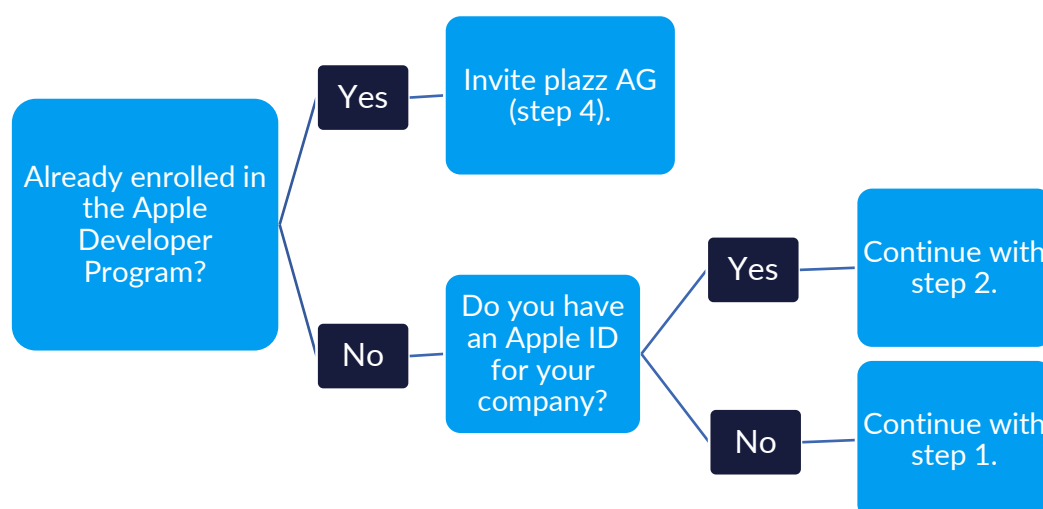 Already enrolled in
the Apple
Developer
Program?
Yes
Invite plazz AG
(step 4).
No
Do you have
an Apple ID
for your
company?
Yes
Continue with
step 2.
No
Continue with
step 1.